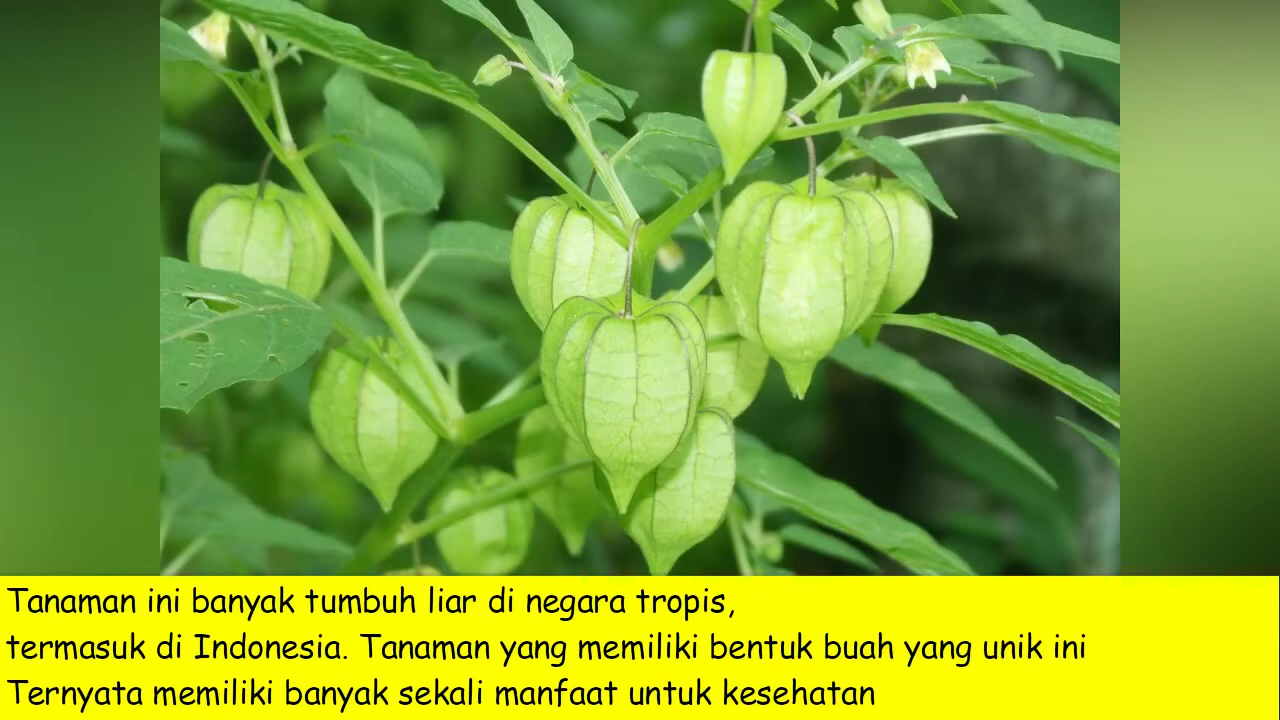 Tanaman ini banyak tumbuh liar di negara tropis,
termasuk di Indonesia. Tanaman yang memiliki bentuk buah yang unik ini
Ternyata memiliki banyak sekali manfaat untuk kesehatan